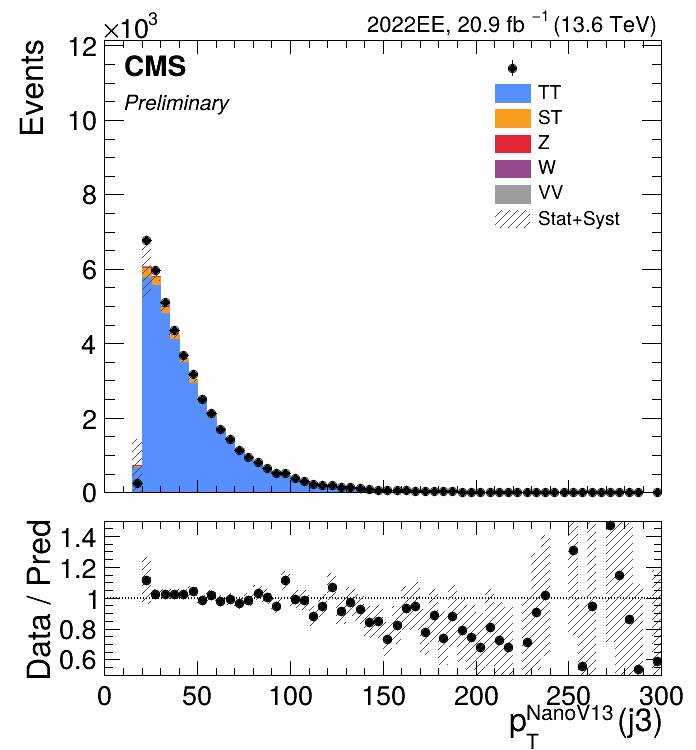 ×10³
2022EE, 20.9 fb⁻¹ (13.6 TeV)
Events
12
10
8
6
4
2
0
CMS
Preliminary
TT
ST
Z
W
VV
Stat+Syst
Data / Pred
1.4
1.2
1
0.8
0.6
0 50 100 150 200 250 300
p_T^NanoV13 (j3)